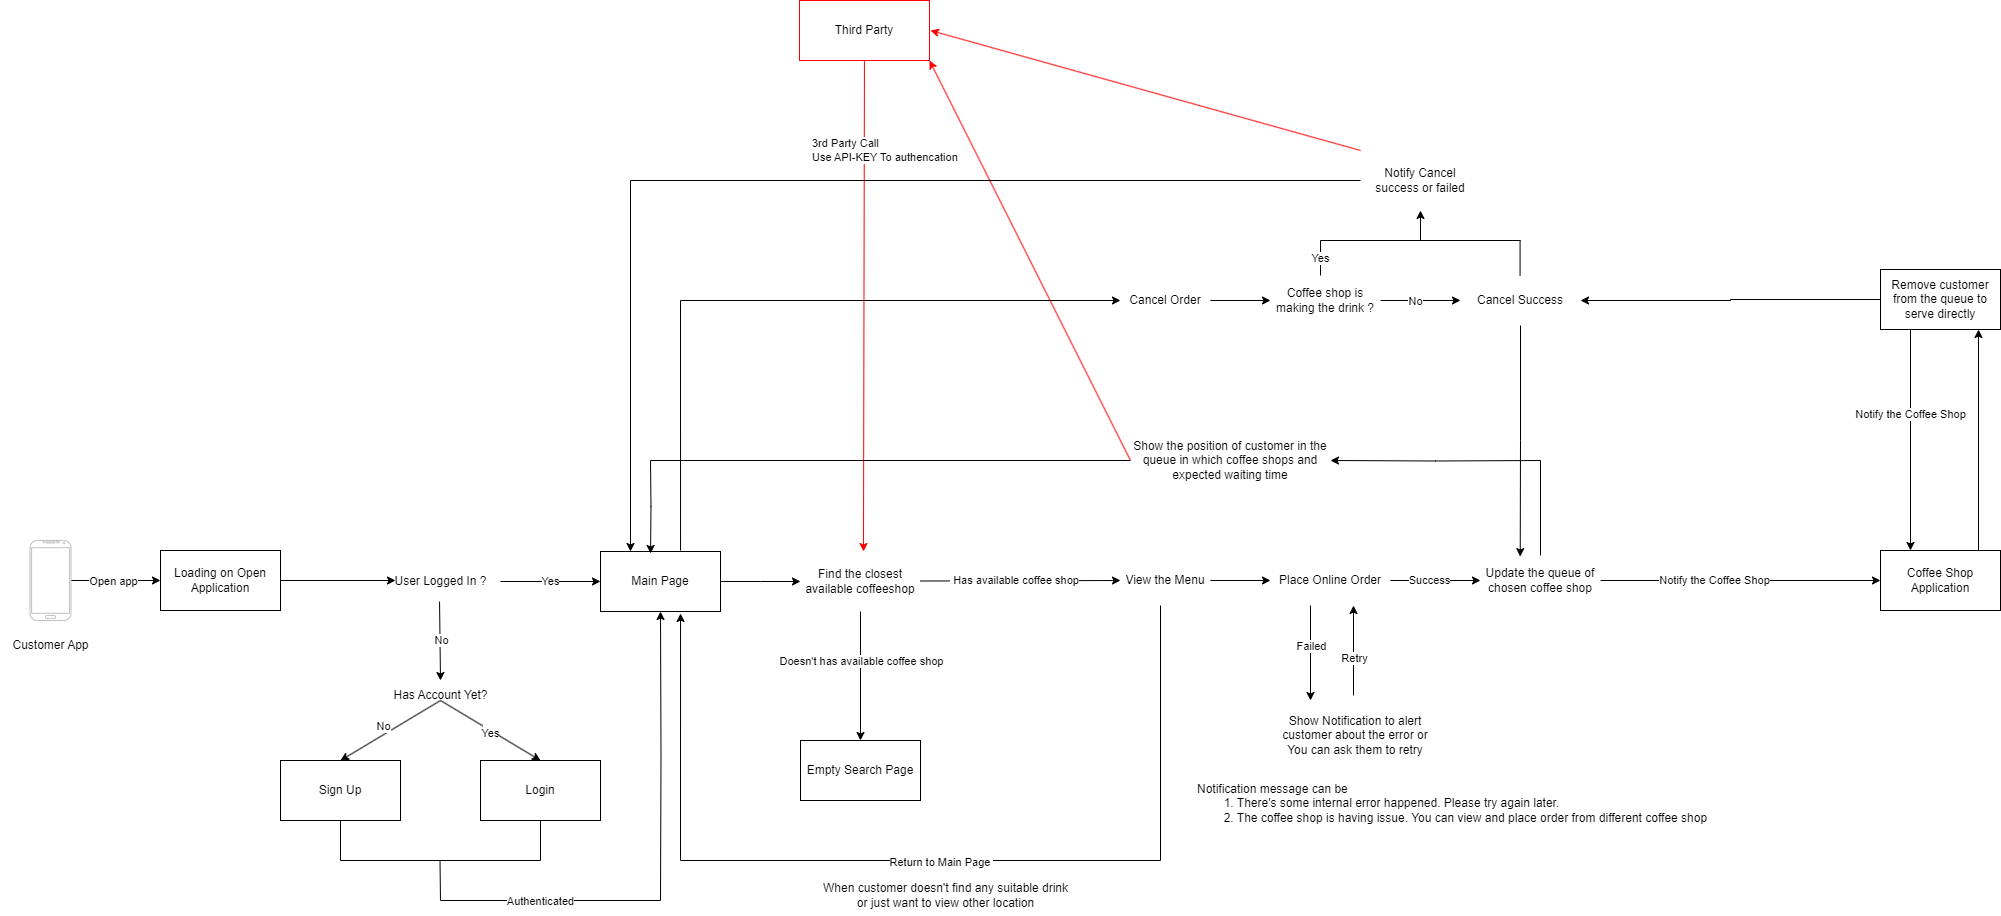 Third Party
3rd Party Call
Use API-KEY To authencation
Notify Cancel
success or failed
Yes
Cancel Order
Coffee shop is
making the drink ?
No
Cancel Success
Remove customer
from the queue to
serve directly
Notify the Coffee Shop
Show the position of customer in the
queue in which coffee shops and
expected waiting time
Customer App
Open app
Loading on Open
Application
User Logged In ?
Yes
Main Page
Find the closest
available coffeeshop
Has available coffee shop
View the Menu
Place Online Order
Success
Update the queue of
chosen coffee shop
Notify the Coffee Shop
Coffee Shop
Application
No
Has Account Yet?
No
Yes
Sign Up
Login
Authenticated
Doesn't has available coffee shop
Empty Search Page
Failed
Retry
Show Notification to alert
customer about the error or
You can ask them to retry
Notification message can be
1. There's some internal error happened. Please try again later.
2. The coffee shop is having issue. You can view and place order from different coffee shop
Return to Main Page
When customer doesn't find any suitable drink
or just want to view other location